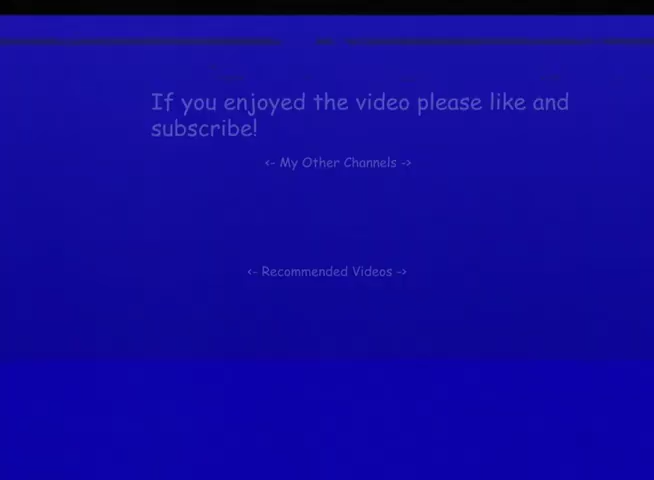 If you enjoyed the video please like and
subscribe!
<- My Other Channels ->
<- Recommended Videos ->